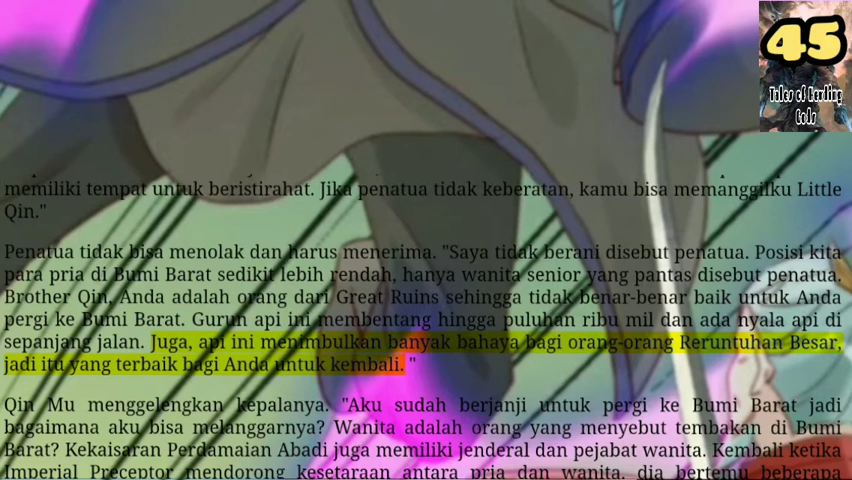 45
Tales of Herding
Gods
memiliki tempat untuk beristirahat. Jika penatua tidak keberatan, kamu bisa memanggilku Little
Qin."
Penatua tidak bisa menolak dan harus menerima. "Saya tidak berani disebut penatua. Posisi kita
para pria di Bumi Barat sedikit lebih rendah, hanya wanita senior yang pantas disebut penatua.
Brother Qin, Anda adalah orang dari Great Ruins sehingga tidak benar-benar baik untuk Anda
pergi ke Bumi Barat. Gurun api ini membentang hingga puluhan ribu mil dan ada nyala api di
sepanjang jalan. Juga, api ini menimbulkan banyak bahaya bagi orang-orang Reruntuhan Besar,
jadi itu yang terbaik bagi Anda untuk kembali. "
Qin Mu menggelengkan kepalanya. "Aku sudah berjanji untuk pergi ke Bumi Barat jadi
bagaimana aku bisa melanggarnya? Wanita adalah orang yang menyebut tembakan di Bumi
Barat? Kekaisaran Perdamaian Abadi juga memiliki jenderal dan pejabat wanita. Kembali ketika
Imperial Preceptor mendorong kesetaraan antara pria dan wanita, dia bertemu beberapa